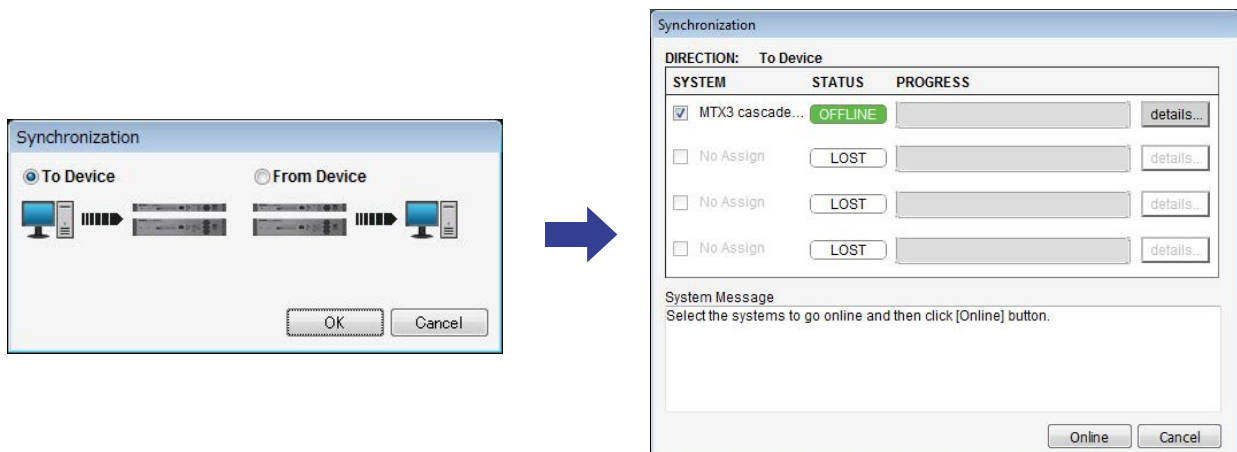 Synchronization
To Device From Device
OK Cancel
Synchronization
DIRECTION: To Device
SYSTEM STATUS PROGRESS
MTX3 cascade... OFFLINE details...
No Assign LOST details...
No Assign LOST details...
No Assign LOST details...
System Message
Select the systems to go online and then click [Online] button.
Online Cancel